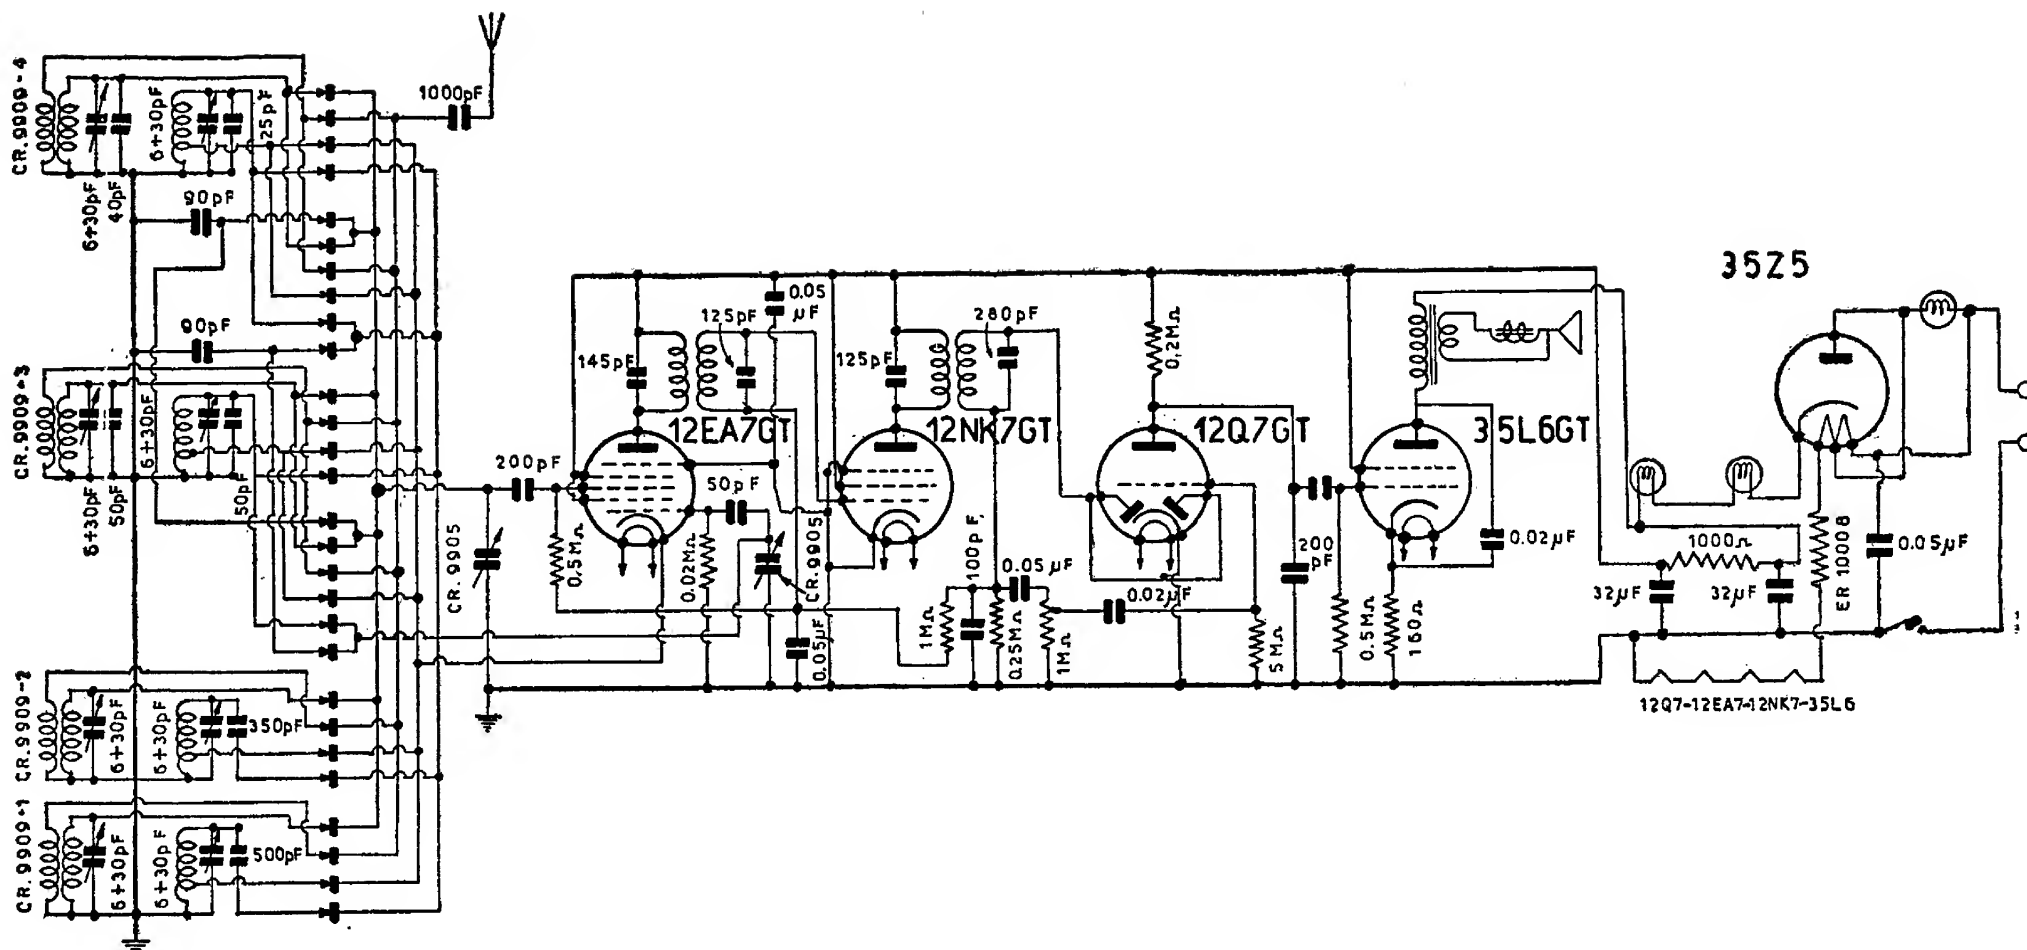 CR.9909-4
6+30pF
40pF
6+30pF
25pF
1000pF
90pF
90pF
CR.9909-3
6+30pF
50pF
6+30pF
50pF
CR.9909-2
6+30pF
6+30pF
350pF
CR.9909-1
6+30pF
6+30pF
500pF
200pF
CR.9905
0,5MΩ
145pF
125pF
0.05
µF
12EA7GT
50pF
0.02MΩ
CR.9905
0.05µF
125pF
280pF
12NK7GT
1MΩ
100pF
0.25MΩ
0.05µF
1MΩ
0.02µF
0,2MΩ
12Q7GT
5MΩ
200
pF
0.5MΩ
160Ω
35L6GT
0.02µF
35Z5
1000Ω
32µF
32µF
ER 10008
0.05µF
12Q7-12EA7-12NK7-35L6